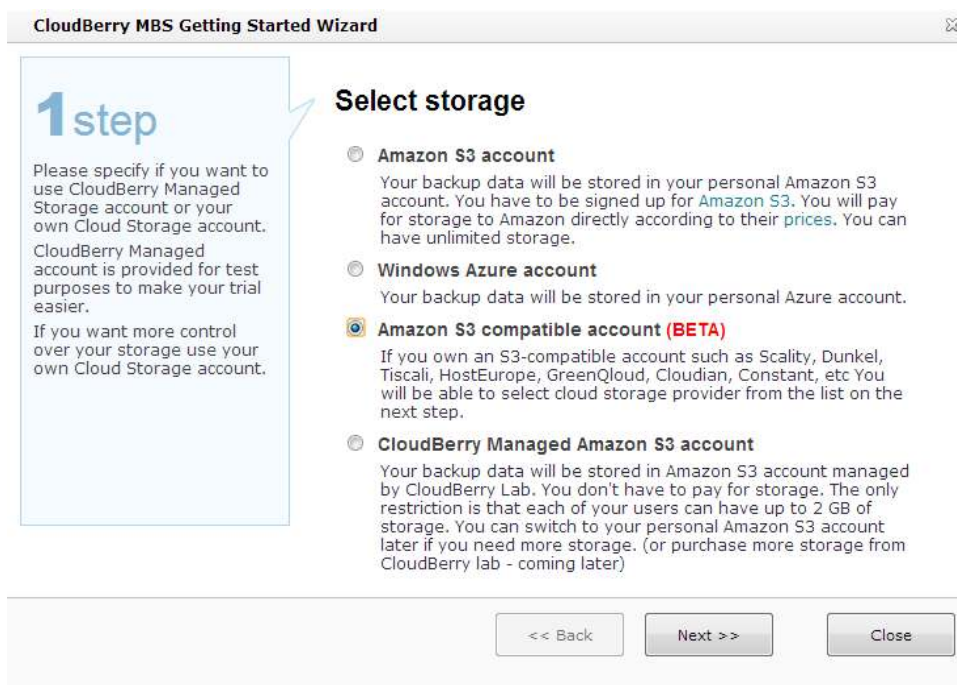 CloudBerry MBS Getting Started Wizard
1 step
Please specify if you want to
use CloudBerry Managed
Storage account or your
own Cloud Storage account.
CloudBerry Managed
account is provided for test
purposes to make your trial
easier.
If you want more control
over your storage use your
own Cloud Storage account.
Select storage
Amazon S3 account
Your backup data will be stored in your personal Amazon S3
account. You have to be signed up for Amazon S3. You will pay
for storage to Amazon directly according to their prices. You can
have unlimited storage.
Windows Azure account
Your backup data will be stored in your personal Azure account.
Amazon S3 compatible account (BETA)
If you own an S3-compatible account such as Scality, Dunkel,
Tiscali, HostEurope, GreenQloud, Cloudian, Constant, etc You
will be able to select cloud storage provider from the list on the
next step.
CloudBerry Managed Amazon S3 account
Your backup data will be stored in Amazon S3 account managed
by CloudBerry Lab. You don't have to pay for storage. The only
restriction is that each of your users can have up to 2 GB of
storage. You can switch to your personal Amazon S3 account
later if you need more storage. (or purchase more storage from
CloudBerry lab - coming later)
<< Back
Next >>
Close